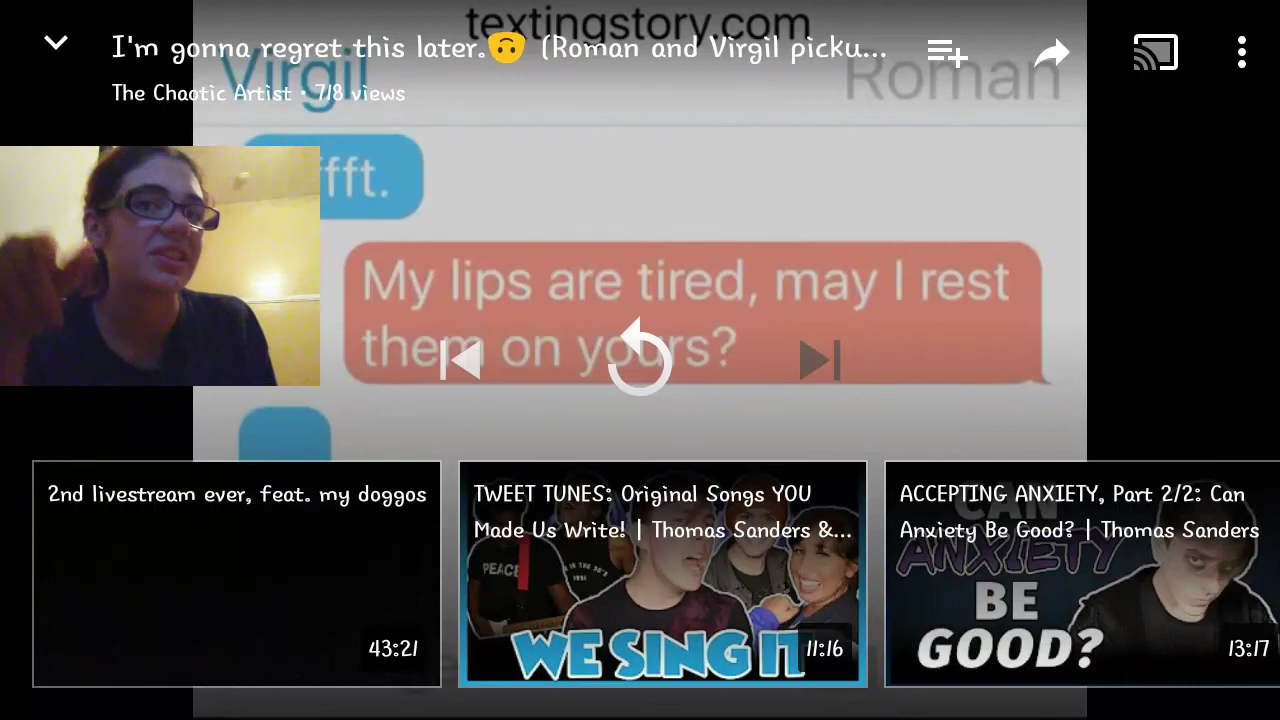 textingstory.com
I'm gonna regret this later.🙃 (Roman and Virgil picku...
The Chaotic Artist • 718 views
Virgil
Roman
fft.
My lips are tired, may I rest
them on yours?
2nd livestream ever, feat. my doggos
43:21
TWEET TUNES: Original Songs YOU
Made Us Write! | Thomas Sanders &...
PEACE
WE SING IT
11:16
ACCEPTING ANXIETY, Part 2/2: Can
Anxiety Be Good? | Thomas Sanders
CAN
ANXIETY
BE
GOOD?
13:17